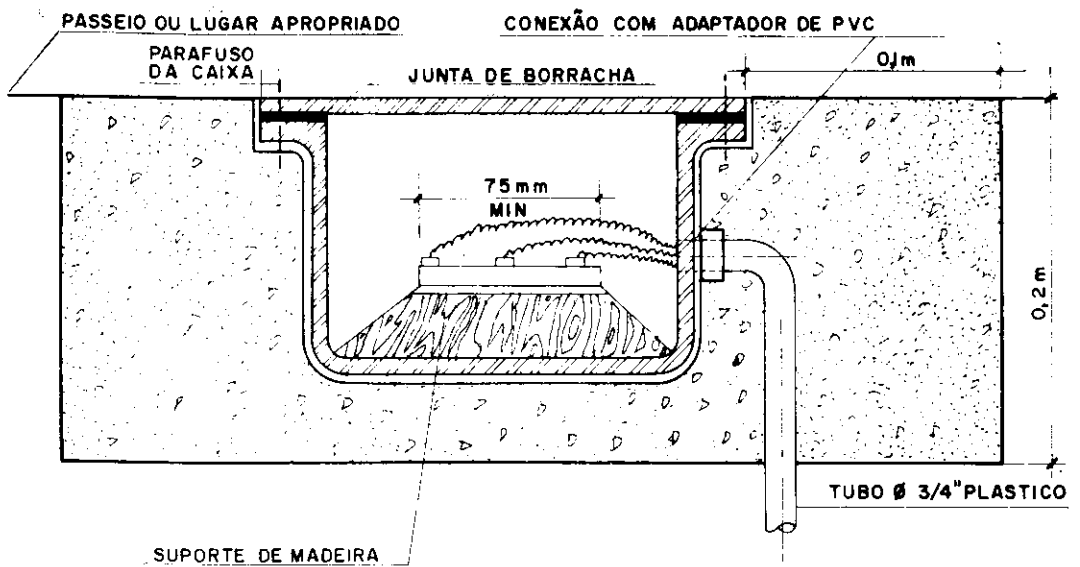 PASSEIO OU LUGAR APROPRIADO
CONEXÃO COM ADAPTADOR DE PVC
PARAFUSO
DA CAIXA
JUNTA DE BORRACHA
0,1m
75mm
MIN
0,2m
TUBO Ø 3/4" PLASTICO
SUPORTE DE MADEIRA